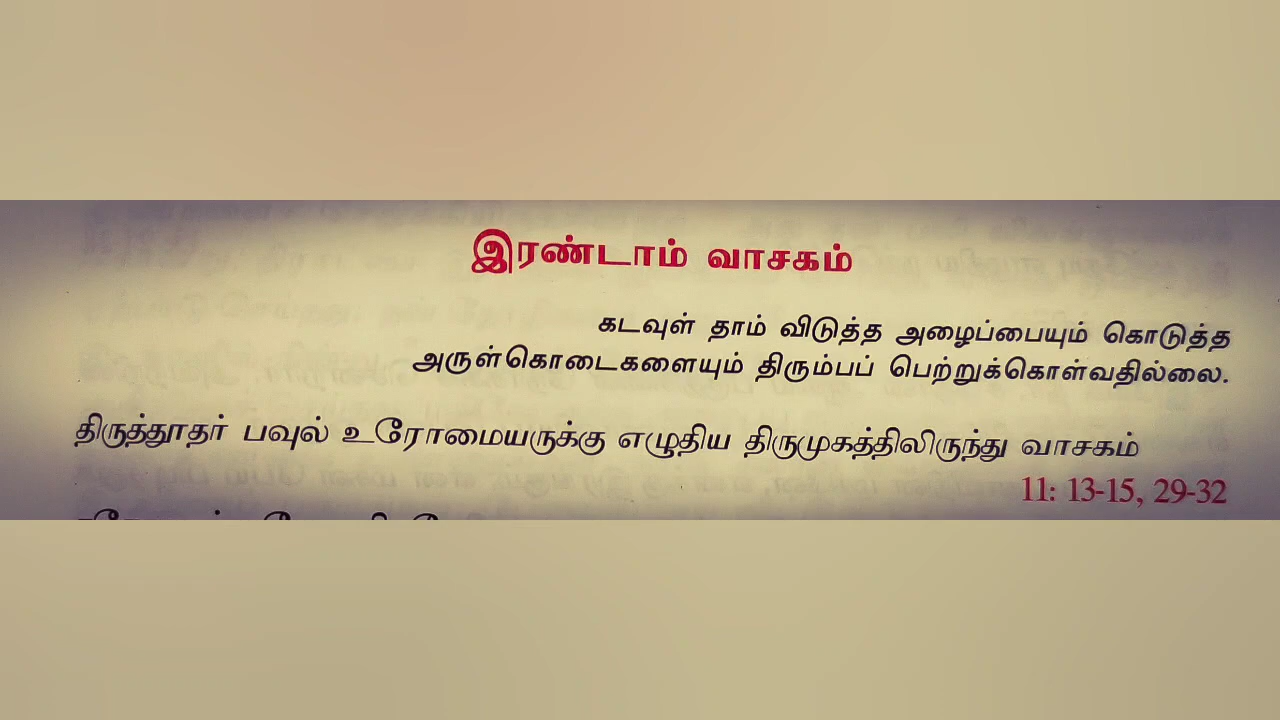 இரண்டாம் வாசகம்
கடவுள் தாம் விடுத்த அழைப்பையும் கொடுத்த
அருள்கொடைகளையும் திரும்பப் பெற்றுக்கொள்வதில்லை.
திருத்தூதர் பவுல் உரோமையருக்கு எழுதிய திருமுகத்திலிருந்து வாசகம்
11: 13-15, 29-32